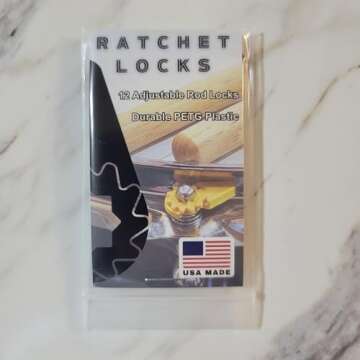 RATCHET
LOCKS
12 Adjustable Rod Locks
Durable PETG Plastic
USA MADE